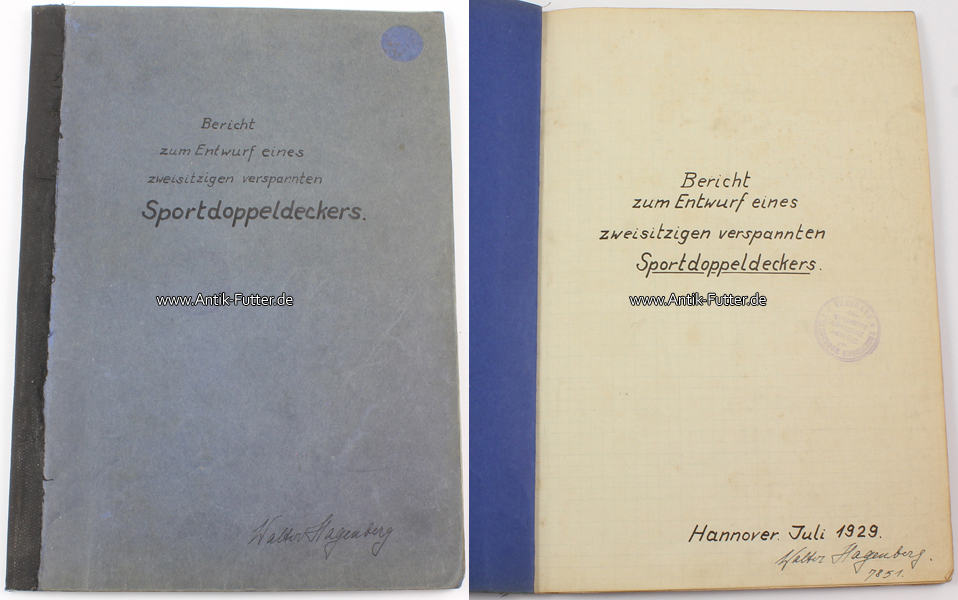 Bericht
zum Entwurf eines
zweisitzigen verspannten
Sportdoppeldeckers.
www.Antik-Futter.de
Walter Hagenberg
Bericht
zum Entwurf eines
zweisitzigen verspannten
Sportdoppeldeckers.
www.Antik-Futter.de
Hannover. Juli 1929.
Walter Hagenberg.
7851.